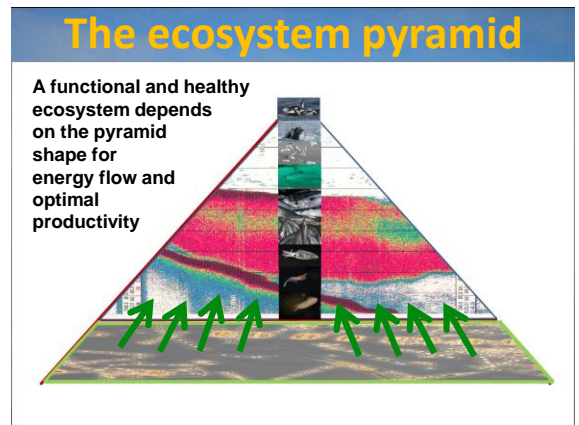 The ecosystem pyramid
A functional and healthy
ecosystem depends
on the pyramid
shape for
energy flow and
optimal
productivity